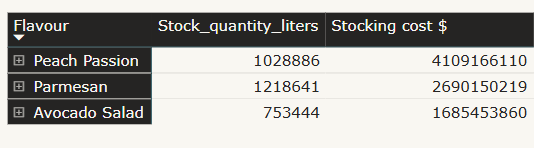 Flavour Stock_quantity_liters Stocking cost $
Peach Passion 1028886 4109166110
Parmesan 1218641 2690150219
Avocado Salad 753444 1685453860